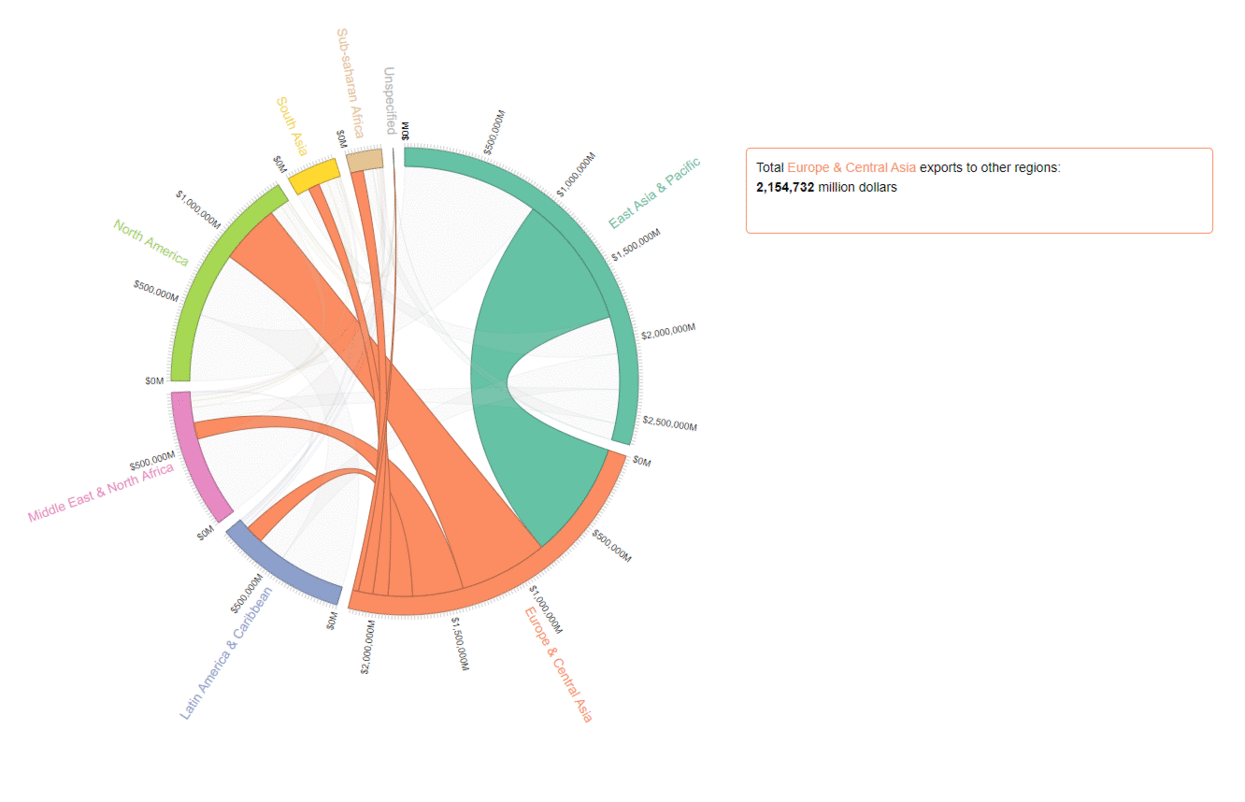 Sub-saharan Africa
Unspecified
South Asia
$0M
$0M
$0M
$500,000M
$1,000,000M
East Asia & Pacific
$1,500,000M
$2,000,000M
$2,500,000M
$0M
$500,000M
$1,000,000M
Europe & Central Asia
$1,500,000M
$2,000,000M
$0M
Latin America & Caribbean
$500,000M
$0M
Middle East & North Africa
$500,000M
$0M
$500,000M
North America
$1,000,000M
Total Europe & Central Asia exports to other regions:
2,154,732 million dollars